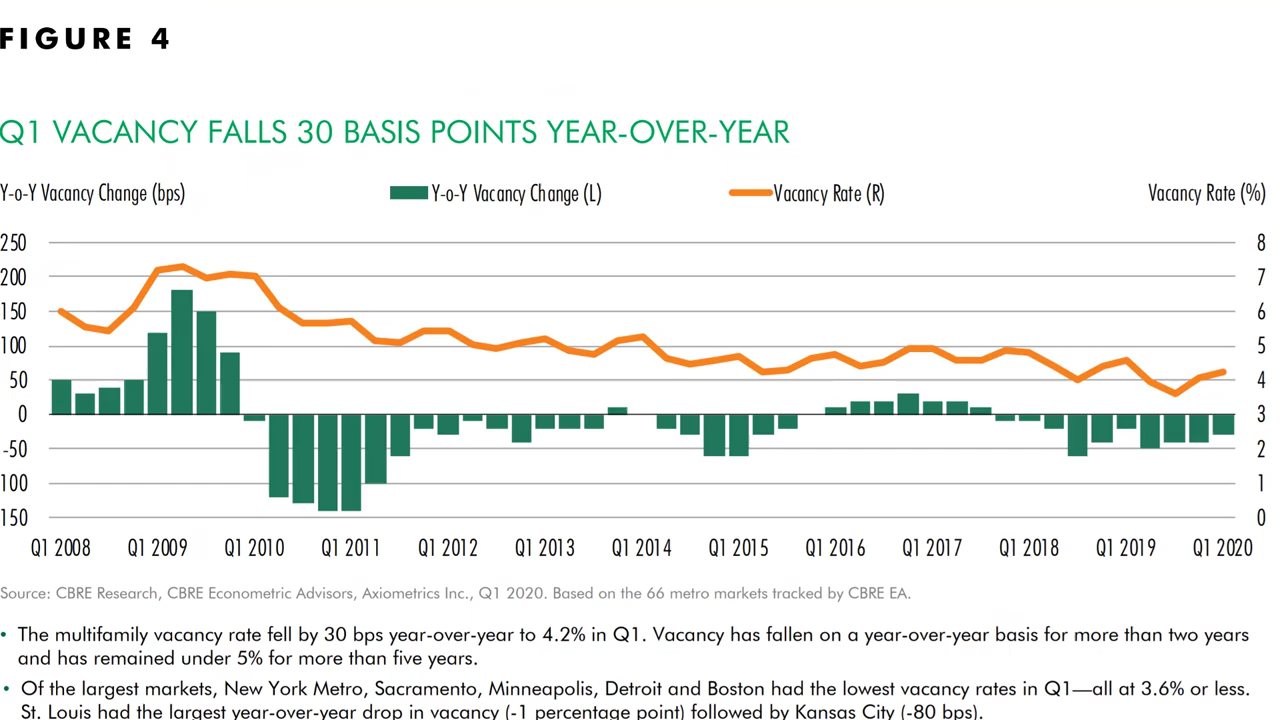 FIGURE 4
Q1 VACANCY FALLS 30 BASIS POINTS YEAR-OVER-YEAR
Y-o-Y Vacancy Change (bps) Y-o-Y Vacancy Change (L) Vacancy Rate (R) Vacancy Rate (%)
250 8
200 7
150 6
100 5
50 4
0 3
-50 2
100 1
150 0
Q1 2008 Q1 2009 Q1 2010 Q1 2011 Q1 2012 Q1 2013 Q1 2014 Q1 2015 Q1 2016 Q1 2017 Q1 2018 Q1 2019 Q1 2020
Source: CBRE Research, CBRE Econometric Advisors, Axiometrics Inc., Q1 2020. Based on the 66 metro markets tracked by CBRE EA.
• The multifamily vacancy rate fell by 30 bps year-over-year to 4.2% in Q1. Vacancy has fallen on a year-over-year basis for more than two years
and has remained under 5% for more than five years.
• Of the largest markets, New York Metro, Sacramento, Minneapolis, Detroit and Boston had the lowest vacancy rates in Q1—all at 3.6% or less.
St. Louis had the largest year-over-year drop in vacancy (-1 percentage point) followed by Kansas City (-80 bps).